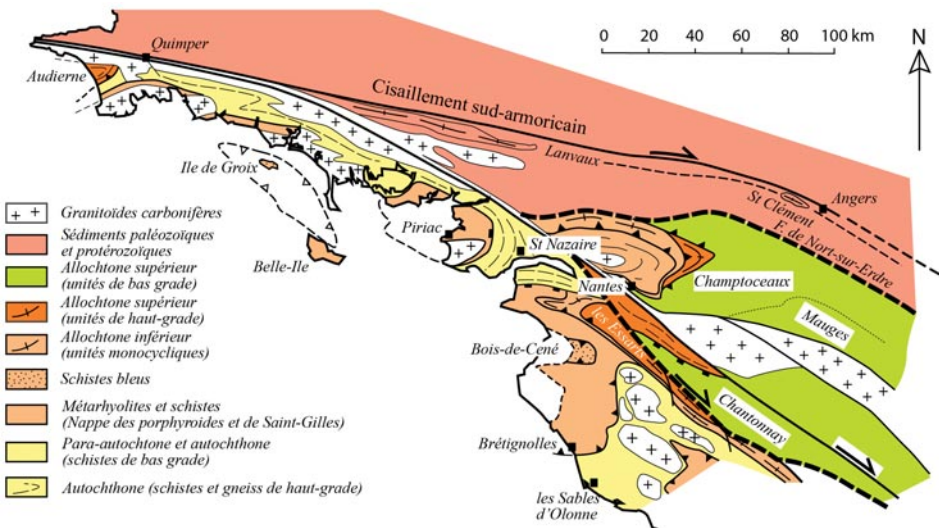 0 20 40 60 80 100 km
N
Quimper
Audierne
Cisaillement sud-armoricain
Lanvaux
Angers
St Clément
F. de Nort-sur-Erdre
Ile de Groix
Piriac
St Nazaire
Belle-Ile
Nantes
Champtoceaux
Mauges
les Essarts
Bois-de-Cené
Chantonnay
Brétignolles
les Sables
d'Olonne
Granitoïdes carbonifères
Sédiments paléozoïques
et protérozoïques
Allochtone supérieur
(unités de bas grade)
Allochtone supérieur
(unités de haut-grade)
Allochtone inférieur
(unités monocycliques)
Schistes bleus
Métarhyolites et schistes
(Nappe des porphyroides et de Saint-Gilles)
Para-autochtone et autochthone
(schistes de bas grade)
Autochthone (schistes et gneiss de haut-grade)